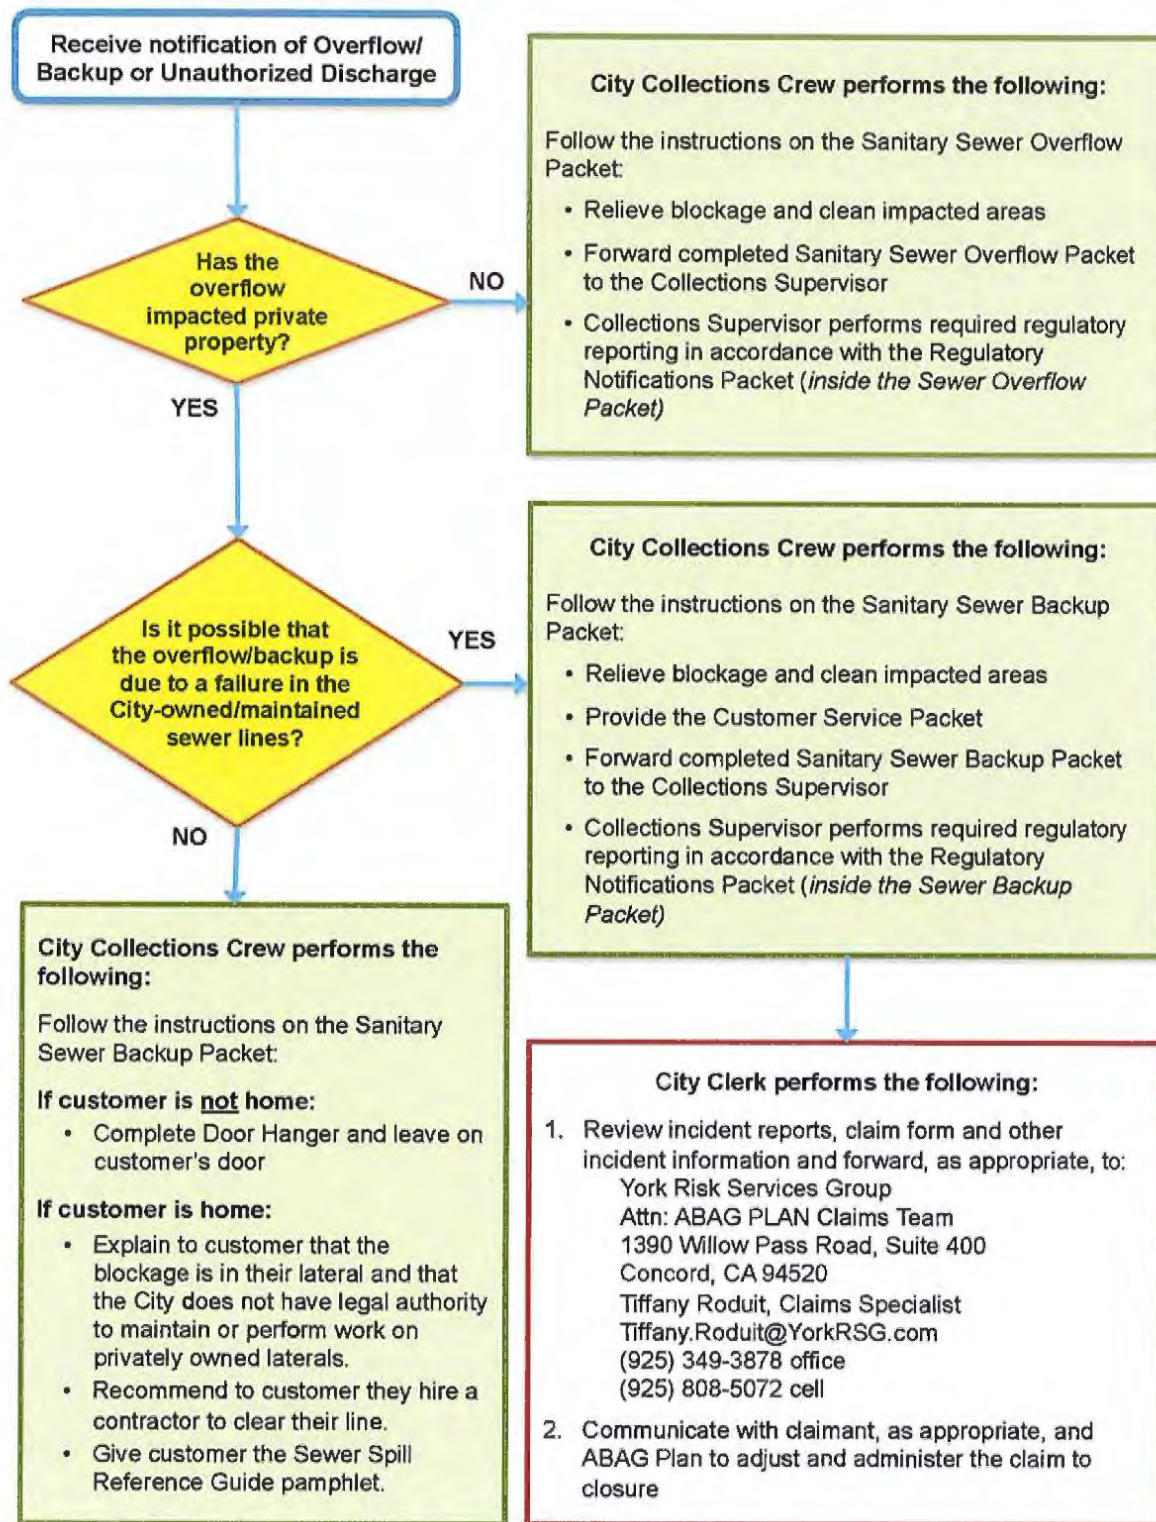 Receive notification of Overflow/
Backup or Unauthorized Discharge
Has the
overflow
impacted private
property?
NO
YES
City Collections Crew performs the following:
Follow the instructions on the Sanitary Sewer Overflow
Packet:
• Relieve blockage and clean impacted areas
• Forward completed Sanitary Sewer Overflow Packet
to the Collections Supervisor
• Collections Supervisor performs required regulatory
reporting in accordance with the Regulatory
Notifications Packet (inside the Sewer Overflow
Packet)
Is it possible that
the overflow/backup is
due to a failure in the
City-owned/maintained
sewer lines?
YES
NO
City Collections Crew performs the following:
Follow the instructions on the Sanitary Sewer Backup
Packet:
• Relieve blockage and clean impacted areas
• Provide the Customer Service Packet
• Forward completed Sanitary Sewer Backup Packet
to the Collections Supervisor
• Collections Supervisor performs required regulatory
reporting in accordance with the Regulatory
Notifications Packet (inside the Sewer Backup
Packet)
City Collections Crew performs the
following:
Follow the instructions on the Sanitary
Sewer Backup Packet:
If customer is not home:
• Complete Door Hanger and leave on
customer's door
If customer is home:
• Explain to customer that the
blockage is in their lateral and that
the City does not have legal authority
to maintain or perform work on
privately owned laterals.
• Recommend to customer they hire a
contractor to clear their line.
• Give customer the Sewer Spill
Reference Guide pamphlet.
City Clerk performs the following:
1. Review incident reports, claim form and other
incident information and forward, as appropriate, to:
York Risk Services Group
Attn: ABAG PLAN Claims Team
1390 Willow Pass Road, Suite 400
Concord, CA 94520
Tiffany Roduit, Claims Specialist
Tiffany.Roduit@YorkRSG.com
(925) 349-3878 office
(925) 808-5072 cell
2. Communicate with claimant, as appropriate, and
ABAG Plan to adjust and administer the claim to
closure